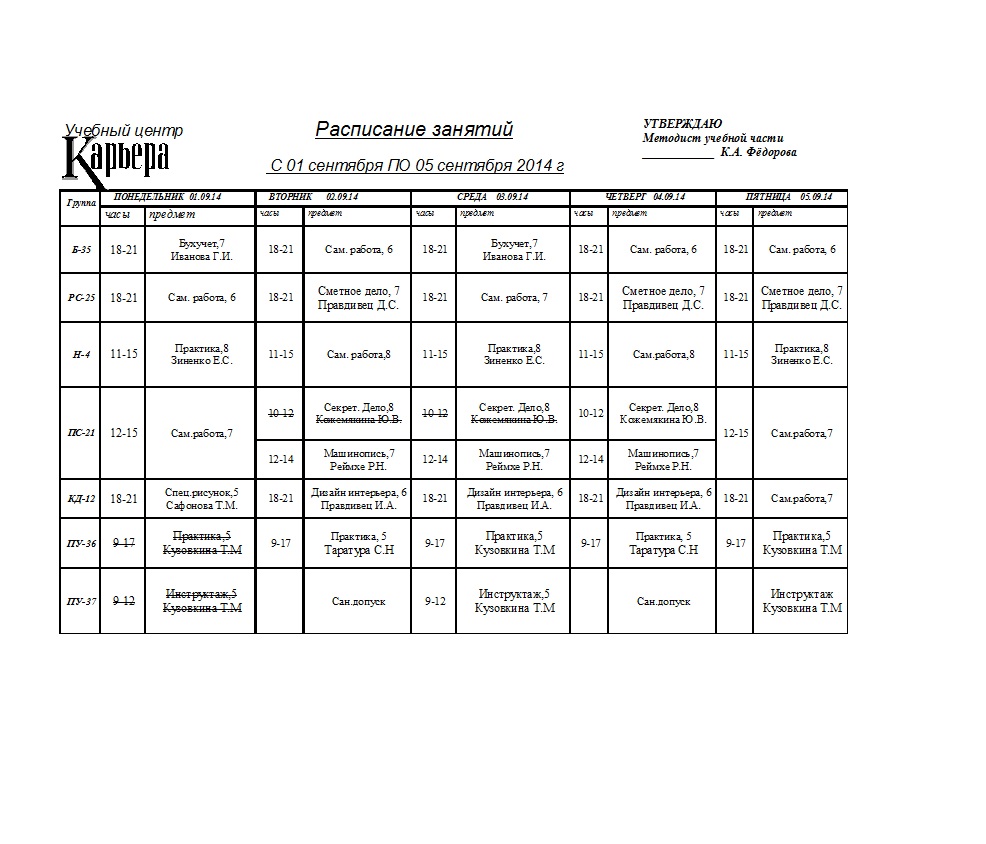 Учебный центр
Карьера
Расписание занятий
С 01 сентября ПО 05 сентября 2014 г
УТВЕРЖДАЮ
Методист учебной части
____________ К.А. Фёдорова
Группа ПОНЕДЕЛЬНИК 01.09.14 ВТОРНИК 02.09.14 СРЕДА 03.09.14 ЧЕТВЕРГ 04.09.14 ПЯТНИЦА 05.09.14
часы предмет часы предмет часы предмет часы предмет часы предмет
Б-35 18-21 Бухучет,7 18-21 Сам. работа, 6 18-21 Бухучет,7 18-21 Сам. работа, 6 18-21 Сам. работа, 6
Иванова Г.И. Иванова Г.И.
РС-25 18-21 Сам. работа, 6 18-21 Сметное дело, 7 18-21 Сам. работа, 7 18-21 Сметное дело, 7 18-21 Сметное дело, 7
Правдивец Д.С. Правдивец Д.С. Правдивец Д.С.
Н-4 11-15 Практика,8 11-15 Сам. работа,8 11-15 Практика,8 11-15 Сам.работа,8 11-15 Практика,8
Зиненко Е.С. Зиненко Е.С. Зиненко Е.С.
ПС-21 12-15 Сам.работа,7 10-12 Секрет. Дело,8 10-12 Секрет. Дело,8 10-12 Секрет. Дело,8 12-15 Сам.работа,7
Кожемякина Ю.В. Кожемякина Ю.В. Кожемякина Ю.В.
12-14 Машинопись,7 12-14 Машинопись,7 12-14 Машинопись,7
Реймхе Р.Н. Реймхе Р.Н. Реймхе Р.Н.
КД-12 18-21 Спец.рисунок,5 18-21 Дизайн интерьера, 6 18-21 Дизайн интерьера, 6 18-21 Дизайн интерьера, 6 18-21 Сам.работа,7
Сафонова Т.М. Правдивец И.А. Правдивец И.А. Правдивец И.А.
ПУ-36 9-17 Практика,5 9-17 Практика, 5 9-17 Практика,5 9-17 Практика, 5 9-17 Практика,5
Кузовкина Т.М Таратура С.Н Кузовкина Т.М Таратура С.Н Кузовкина Т.М
ПУ-37 9-12 Инструктаж,5 Сан.допуск 9-12 Инструктаж,5 Сан.допуск Инструктаж
Кузовкина Т.М Кузовкина Т.М Кузовкина Т.М